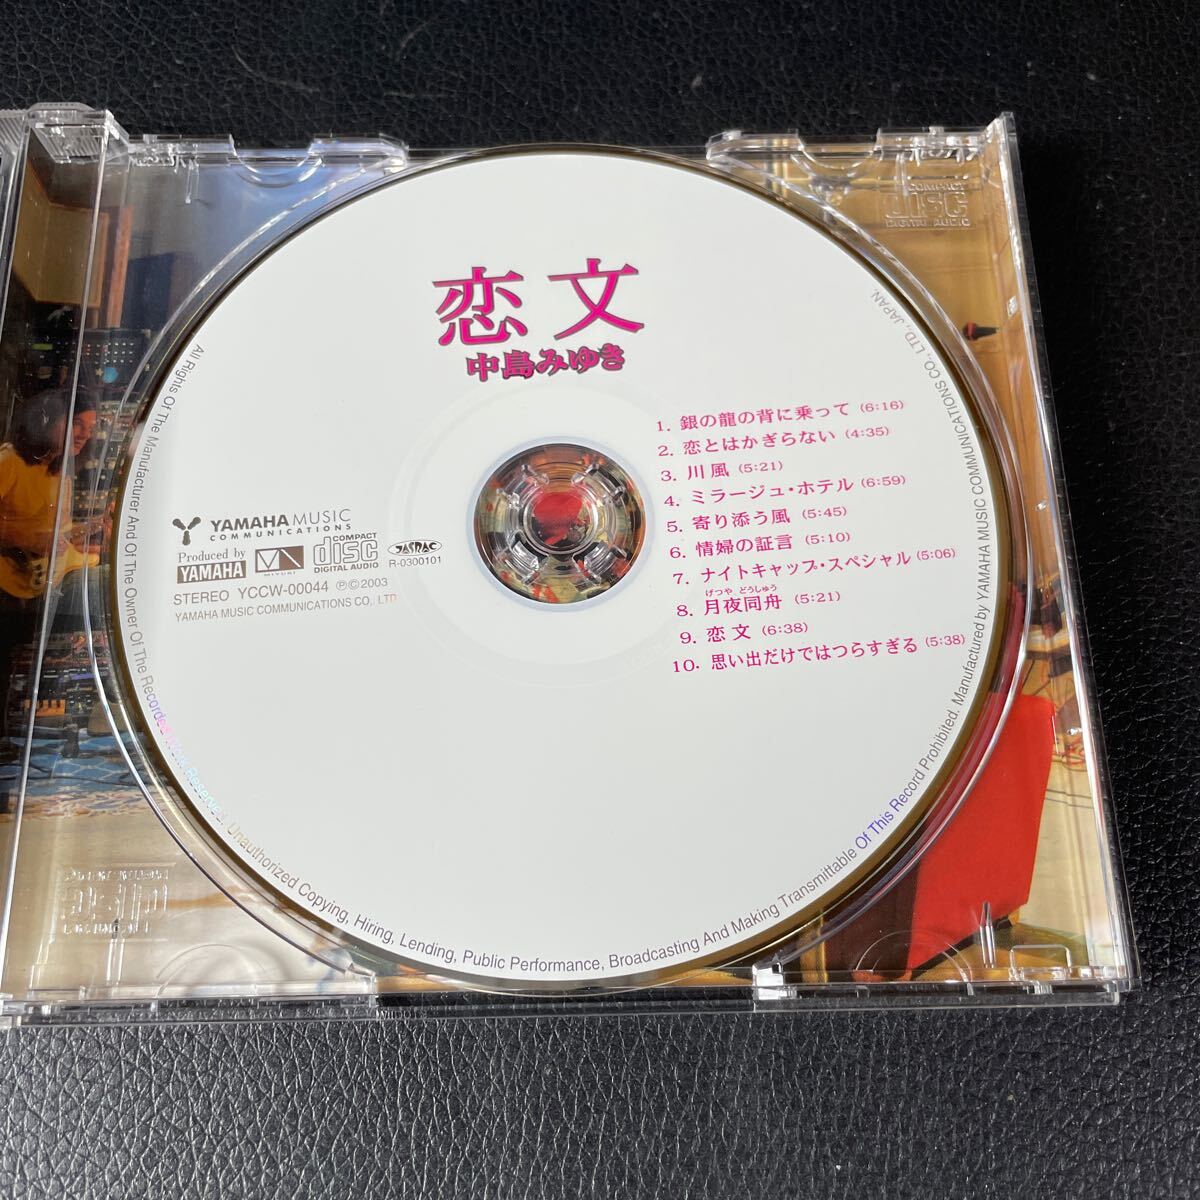 恋文
中島みゆき
1. 銀の龍の背に乗って (6:16)
2. 恋とはかぎらない (4:35)
3. 川風 (5:21)
4. ミラージュ・ホテル (6:59)
5. 寄り添う風 (5:45)
6. 情婦の証言 (5:10)
7. ナイトキャップ・スペシャル (5:06)
げつや どうしゅう
8. 月夜同舟 (5:21)
9. 恋文 (6:38)
10. 思い出だけではつらすぎる (5:38)
YAMAHA MUSIC
COMMUNICATIONS
Produced by
YAMAHA
MIYUKI
COMPACT
disc
DIGITAL AUDIO
JASRAC
R-0300101
STEREO YCCW-00044 ℗©2003
YAMAHA MUSIC COMMUNICATIONS CO., LTD
All Rights Of The Manufacturer And Of The Owner Of The Recorded Work Reserved. Unauthorized Copying, Hiring, Lending, Public Performance, Broadcasting And Making Transmittable Of This Record Prohibited. Manufactured by YAMAHA MUSIC COMMUNICATIONS CO., LTD., JAPAN.
COMPACT
disc
DIGITAL AUDIO